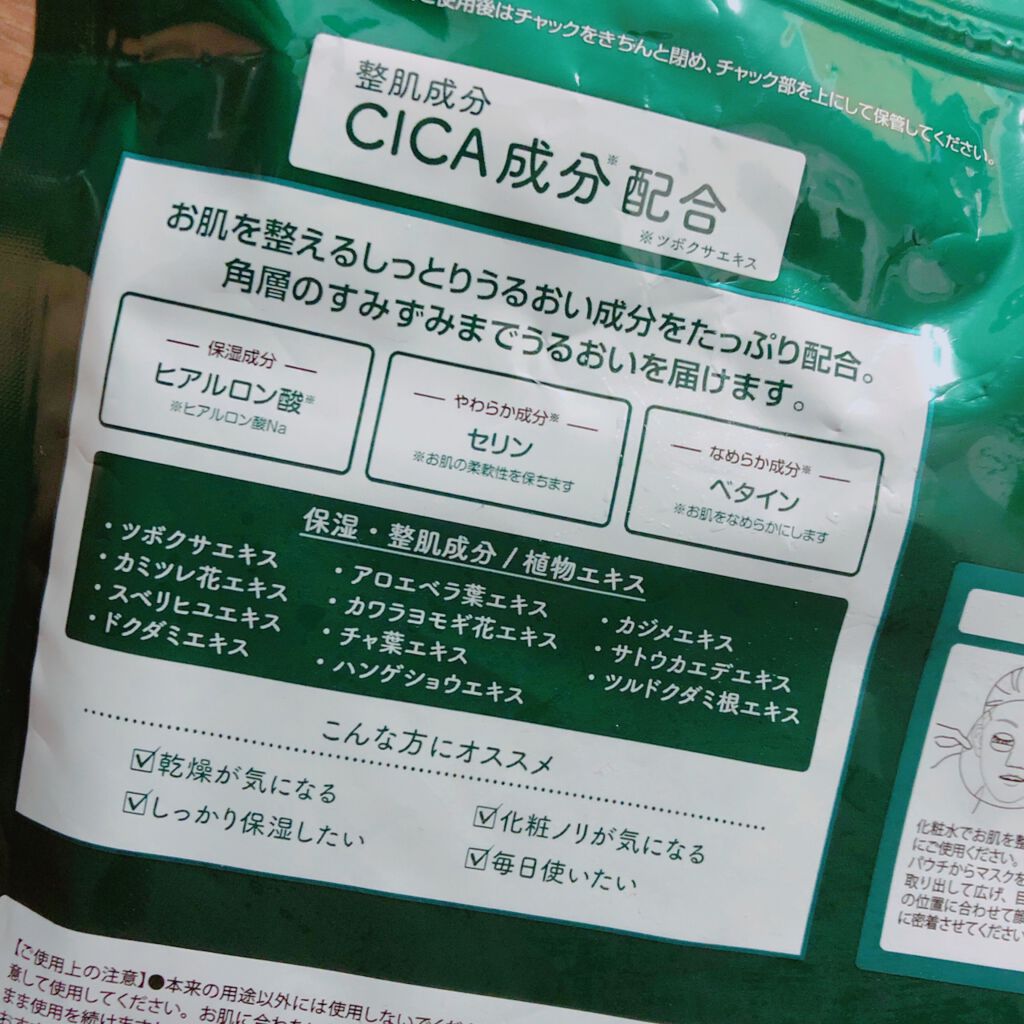 ご使用後はチャックをきちんと閉め、チャック部を上にして保管してください。
整肌成分
CICA成分※配合
※ツボクサエキス
お肌を整えるしっとりうるおい成分をたっぷり配合。
角層のすみずみまでうるおいを届けます。
保湿成分
ヒアルロン酸※
※ヒアルロン酸Na
やわらか成分※
セリン
※お肌の柔軟性を保ちます
なめらか成分※
ベタイン
※お肌をなめらかにします
保湿・整肌成分/植物エキス
・ツボクサエキス
・カミツレ花エキス
・スベリヒユエキス
・ドクダミエキス
・アロエベラ葉エキス
・カワラヨモギ花エキス
・チャ葉エキス
・ハンゲショウエキス
・カジメエキス
・サトウカエデエキス
・ツルドクダミ根エキス
こんな方にオススメ
乾燥が気になる
しっかり保湿したい
化粧ノリが気になる
毎日使いたい
化粧水でお肌を整
にご使用ください。
パウチからマスクを
取り出して広げ、目
の位置に合わせて顔
に密着させてください
【ご使用上の注意】●本来の用途以外には使用しないでくだ
意して使用してください。お肌に合わ
まま使用を続けますと